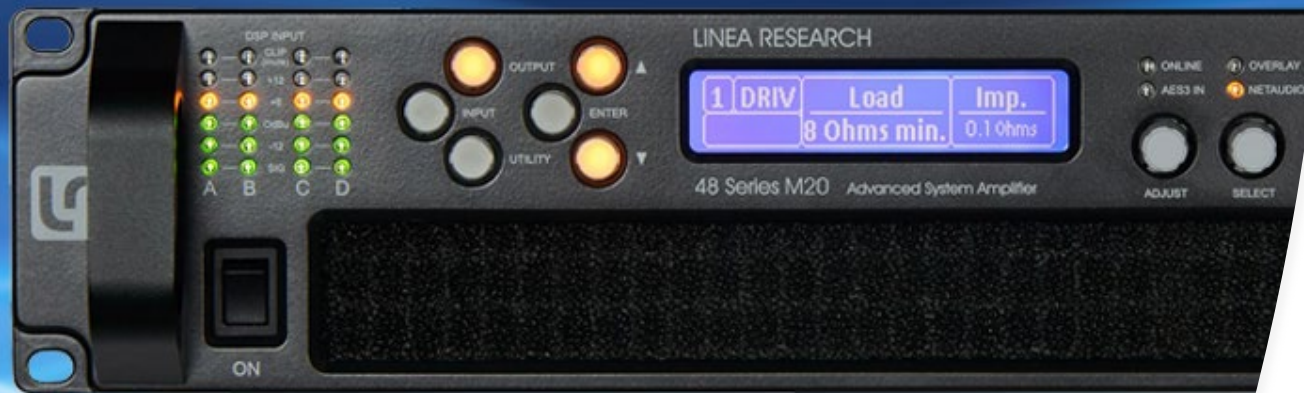 DSP INPUT
CLIP
+12
+6
0dBu
-12
SIG
A B C D
OUTPUT
INPUT
ENTER
UTILITY
LINEA RESEARCH
1 DRIV Load Imp.
8 Ohms min. 0.1 Ohms
48 Series M20 Advanced System Amplifier
ONLINE OVERLAY
AES3 IN NETAUDIO
ADJUST SELECT
ON